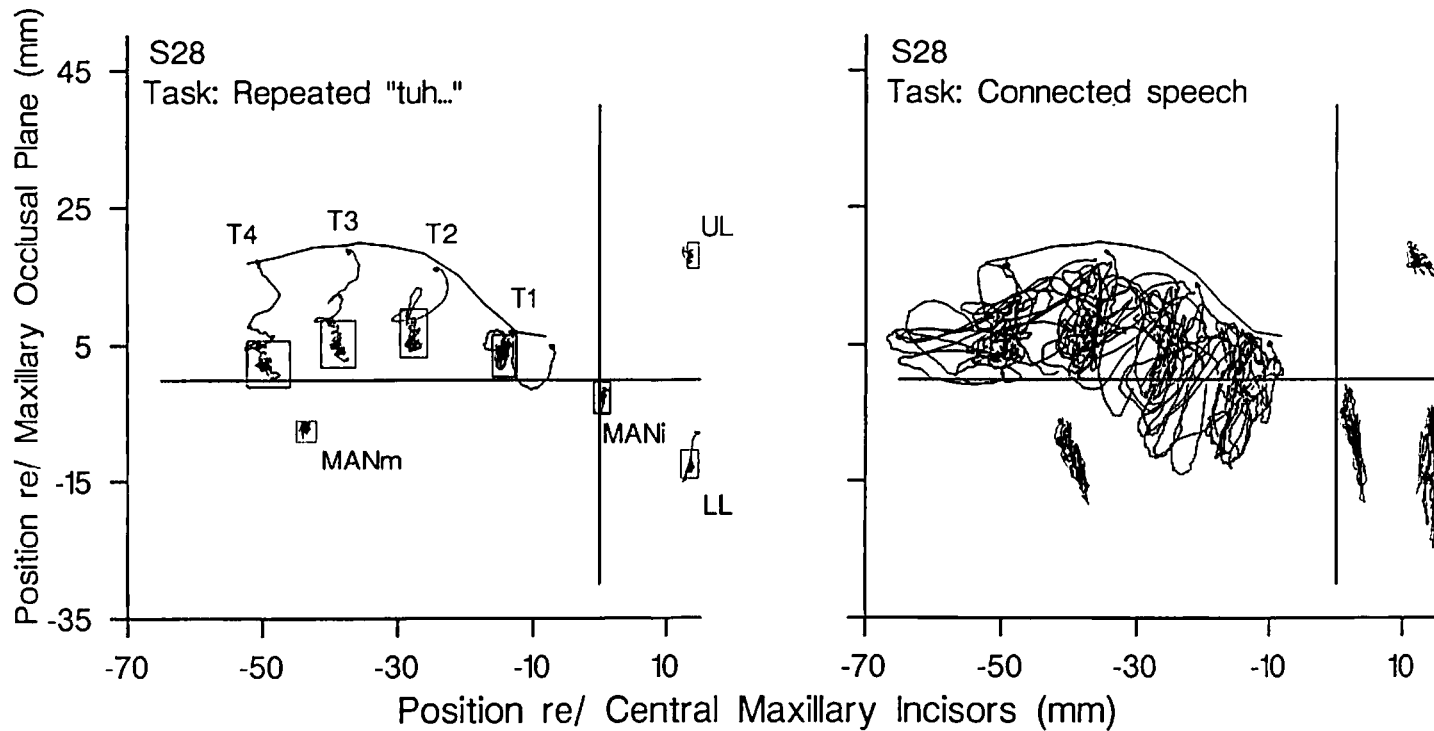 Position re/ Maxillary Occlusal Plane (mm)
45
25
5
-15
-35
S28
Task: Repeated "tuh..."
T4
T3
T2
T1
UL
MANm
MANi
LL
-70
-50
-30
-10
10
S28
Task: Connected speech
-70
-50
-30
-10
10
Position re/ Central Maxillary Incisors (mm)